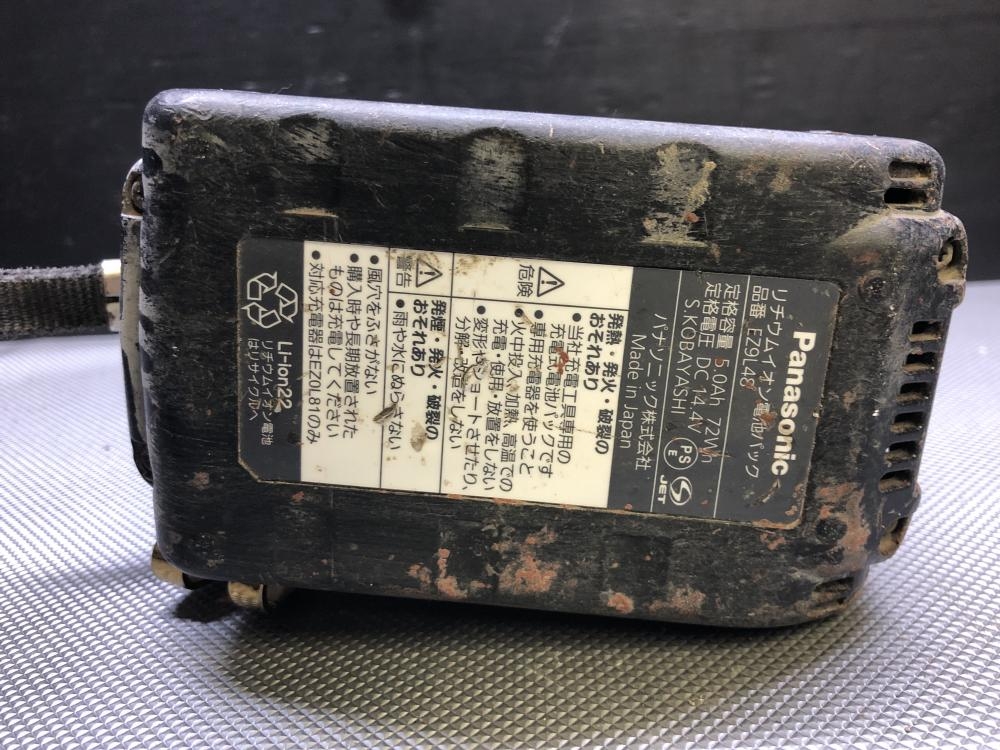 Panasonic
リチウムイオン電池パック
品番 EZ9L48
定格容量 5.0Ah 72Wh
定格電圧 DC 14.4V
SKOBAYASHI
PS
E
JET
パナソニック株式会社
Made in Japan
危険
発熱・発火・破裂の
おそれあり
●当社充電工具専用の
充電式電池パックです
●専用充電器を使うこと
●火中投入、加熱、高温での
充電・使用・放置をしない
●変形やショートさせたり、
分解、改造をしない
警告
発煙・発火・破裂の
おそれあり
●雨や水にぬらさない
●風穴をふさがない
●購入時や長期放置された
ものは充電してください
●対応充電器はEZ0L81のみ
Li-Ion22
リチウムイオン電池
はリサイクルへ